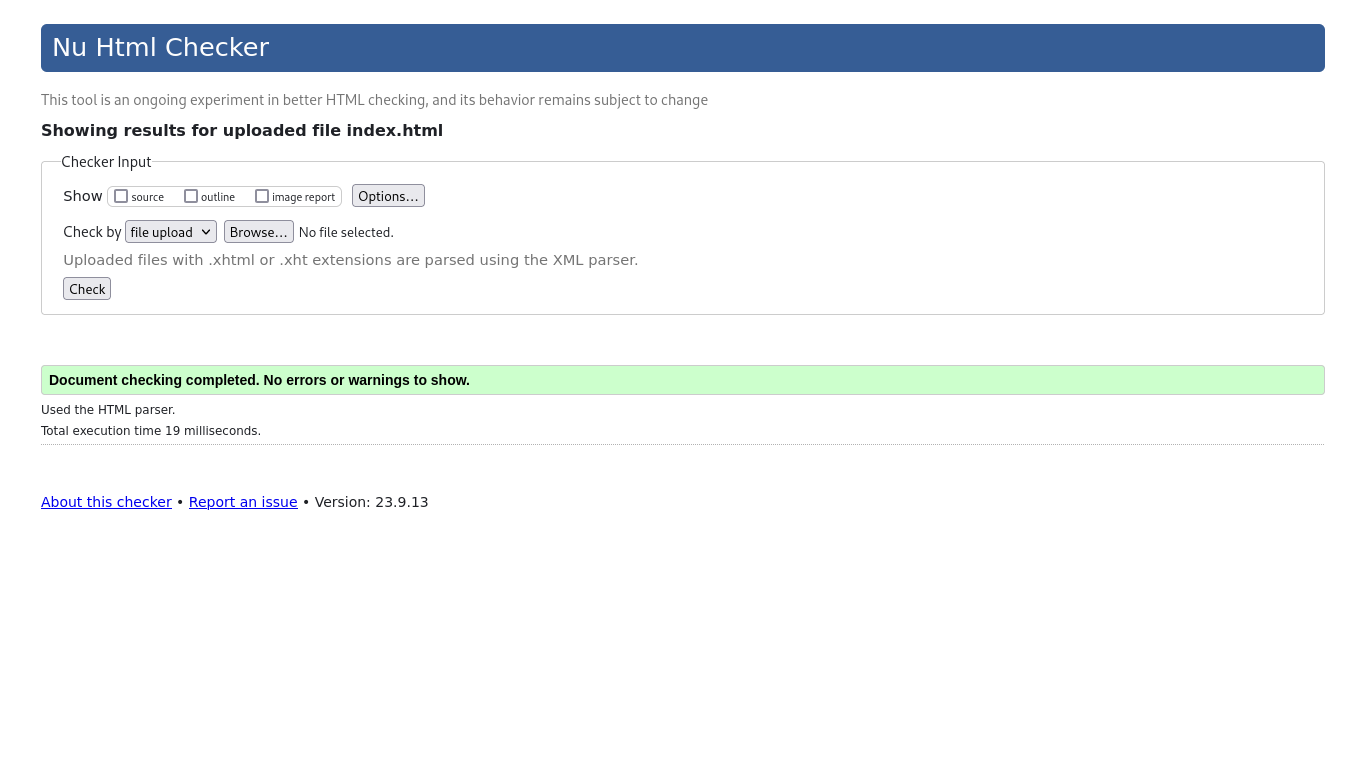 Nu Html Checker
This tool is an ongoing experiment in better HTML checking, and its behavior remains subject to change
Showing results for uploaded file index.html
Checker Input
Show source outline image report Options...
Check by file upload Browse... No file selected.
Uploaded files with .xhtml or .xht extensions are parsed using the XML parser.
Check
Document checking completed. No errors or warnings to show.
Used the HTML parser.
Total execution time 19 milliseconds.
About this checker • Report an issue • Version: 23.9.13